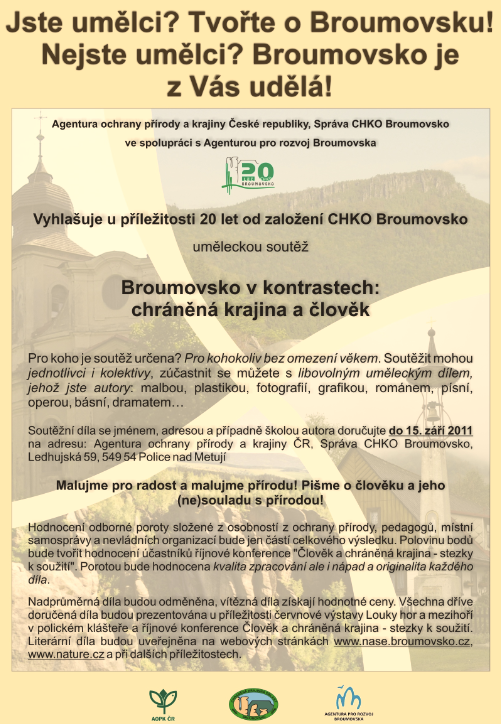 Jste umělci? Tvořte o Broumovsku!
Nejste umělci? Broumovsko je
z Vás udělá!
Agentura ochrany přírody a krajiny České republiky, Správa CHKO Broumovsko
ve spolupráci s Agenturou pro rozvoj Broumovska
20
BROUMOVSKO
Vyhlašuje u příležitosti 20 let od založení CHKO Broumovsko
uměleckou soutěž
Broumovsko v kontrastech:
chráněná krajina a člověk
Pro koho je soutěž určena? Pro kohokoliv bez omezení věkem. Soutěžit mohou
jednotlivci i kolektivy, zúčastnit se můžete s libovolným uměleckým dílem,
jehož jste autory: malbou, plastikou, fotografií, grafikou, románem, písní,
operou, básní, dramatem…
Soutěžní díla se jménem, adresou a případně školou autora doručujte do 15. září 2011
na adresu: Agentura ochrany přírody a krajiny ČR, Správa CHKO Broumovsko,
Ledhujská 59, 549 54 Police nad Metují
Malujme pro radost a malujme přírodu! Pišme o člověku a jeho
(ne)souladu s přírodou!
Hodnocení odborné poroty složené z osobností z ochrany přírody, pedagogů, místní
samosprávy a nevládních organizací bude jen částí celkového výsledku. Polovinu bodů
bude tvořit hodnocení účastníků říjnové konference "Člověk a chráněná krajina - stezky
k soužití". Porotou bude hodnocena kvalita zpracování ale i nápad a originalita každého
díla.
Nadprůměrná díla budou odměněna, vítězná díla získají hodnotné ceny. Všechna dříve
doručená díla budou prezentována u příležitosti červnové výstavy Louky hor a mezihoří
v polickém klášteře a říjnové konference Člověk a chráněná krajina - stezky k soužití.
Literární díla budou uveřejněna na webových stránkách www.nase.broumovsko.cz,
www.nature.cz a při dalších příležitostech.
AOPK ČR
AGENTURA PRO ROZVOJ
BROUMOVSKA